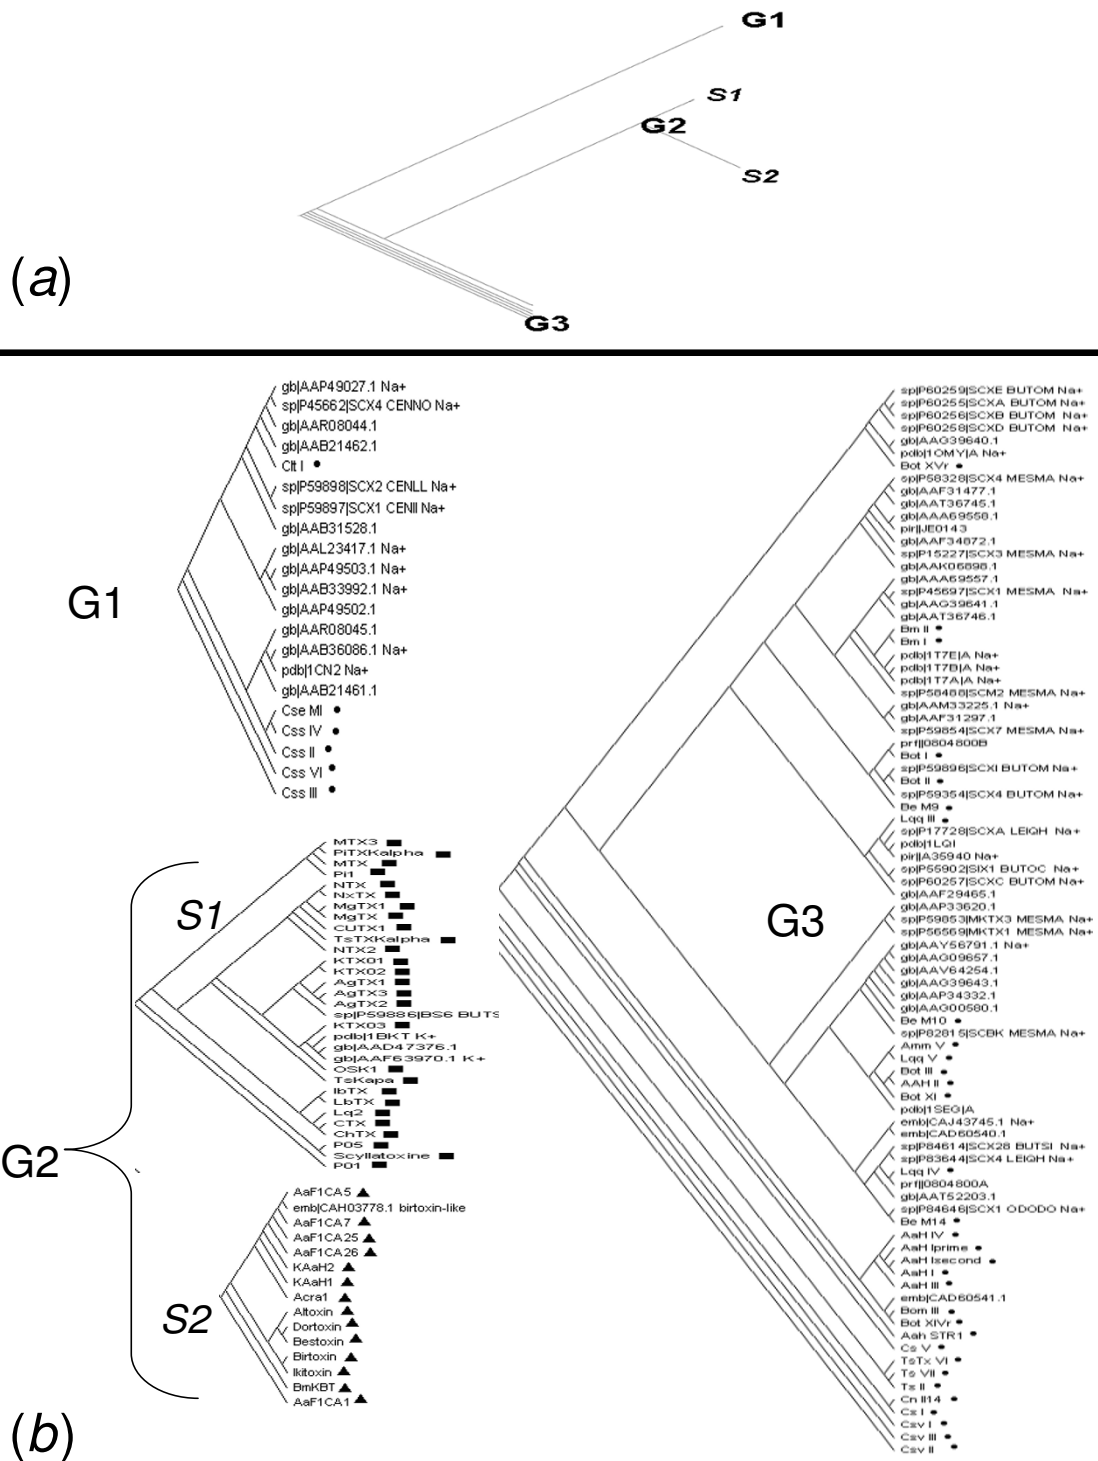 G1
S1
G2
S2
(a)
G3
gb|AAP49027.1 Na+
sp|P45662|SCX4 CENNO Na+
gb|AAR08044.1
gb|AAB21462.1
Clt I
sp|P59898|SCX2 CENLL Na+
sp|P59897|SCX1 CENII Na+
gb|AAB31528.1
gb|AAL23417.1 Na+
gb|AAP49503.1 Na+
gb|AAB33992.1 Na+
gb|AAP49502.1
gb|AAR08045.1
gb|AAB36086.1 Na+
pdb|1CN2 Na+
gb|AAB21461.1
Cse MI
Css IV
Css II
Css VI
Css III
G1
MTX3
PiTXKalpha
MTX
Pi1
NTX
NxTX
MgTX1
MgTX
CUTX1
TsTXKalpha
NTX2
KTX01
KTX02
AgTX1
AgTX3
AgTX2
sp|P59886|BS6 BUTS
KTX03
pdb|1BKT K+
gb|AAD47376.1
gb|AAF63970.1 K+
OSK1
TsKapa
IbTX
LbTX
Lq2
CTX
ChTX
P05
Scyllatoxine
P01
S1
G2
AaF1CA5
emb|CAH03778.1 birtoxin-like
AaF1CA7
AaF1CA25
AaF1CA26
KAaH2
KAaH1
Acra1
Altoxin
Dortoxin
Bestoxin
Birtoxin
Ikitoxin
BmKBT
AaF1CA1
S2
(b)
sp|P60259|SCXE BUTOM Na+
sp|P60255|SCXA BUTOM Na+
sp|P60256|SCXB BUTOM Na+
sp|P60258|SCXD BUTOM Na+
gb|AAG39640.1
pdb|1OMY|A Na+
Bot XVr
sp|P58328|SCX4 MESMA Na+
gb|AAF31477.1
gb|AAT36745.1
gb|AAA69558.1
pir||JE0143
gb|AAF34872.1
sp|P15227|SCX3 MESMA Na+
gb|AAK06898.1
gb|AAA69557.1
sp|P45697|SCX1 MESMA Na+
gb|AAG39641.1
gb|AAT36746.1
Bm II
Bm I
pdb|1T7E|A Na+
pdb|1T7B|A Na+
pdb|1T7A|A Na+
sp|P58488|SCM2 MESMA Na+
gb|AAM33225.1 Na+
gb|AAF31297.1
sp|P59854|SCX7 MESMA Na+
prf||0804800B
Bot I
sp|P59896|SCXI BUTOM Na+
Bot II
sp|P59354|SCX4 BUTOM Na+
Be M9
Lqq III
sp|P17728|SCXA LEIQH Na+
pdb|1LQI
pir||A35940 Na+
sp|P55902|SIX1 BUTOC Na+
sp|P60257|SCXC BUTOM Na+
gb|AAF29465.1
gb|AAP33620.1
sp|P59853|MKTX3 MESMA Na+
sp|P56569|MKTX1 MESMA Na+
gb|AAY56791.1 Na+
gb|AAG09657.1
gb|AAV64254.1
gb|AAG39643.1
gb|AAP34332.1
gb|AAG00580.1
Be M10
sp|P82815|SCBK MESMA Na+
Amm V
Lqq V
Bot III
AAH II
Bot XI
pdb|1SEG|A
emb|CAJ43745.1 Na+
emb|CAD60540.1
sp|P84614|SCX28 BUTSI Na+
sp|P83644|SCX4 LEIQH Na+
Lqq IV
prf||0804800A
gb|AAT52203.1
sp|P84646|SCX1 ODODO Na+
Be M14
AaH IV
AaH Iprime
AaH Isecond
AaH I
AaH III
emb|CAD60541.1
Bom III
Bot XIVr
Aah STR1
Cs V
TsTx VI
Ts VII
Ts II
Cn II14
Cs I
Csv I
Csv III
Csv II
G3